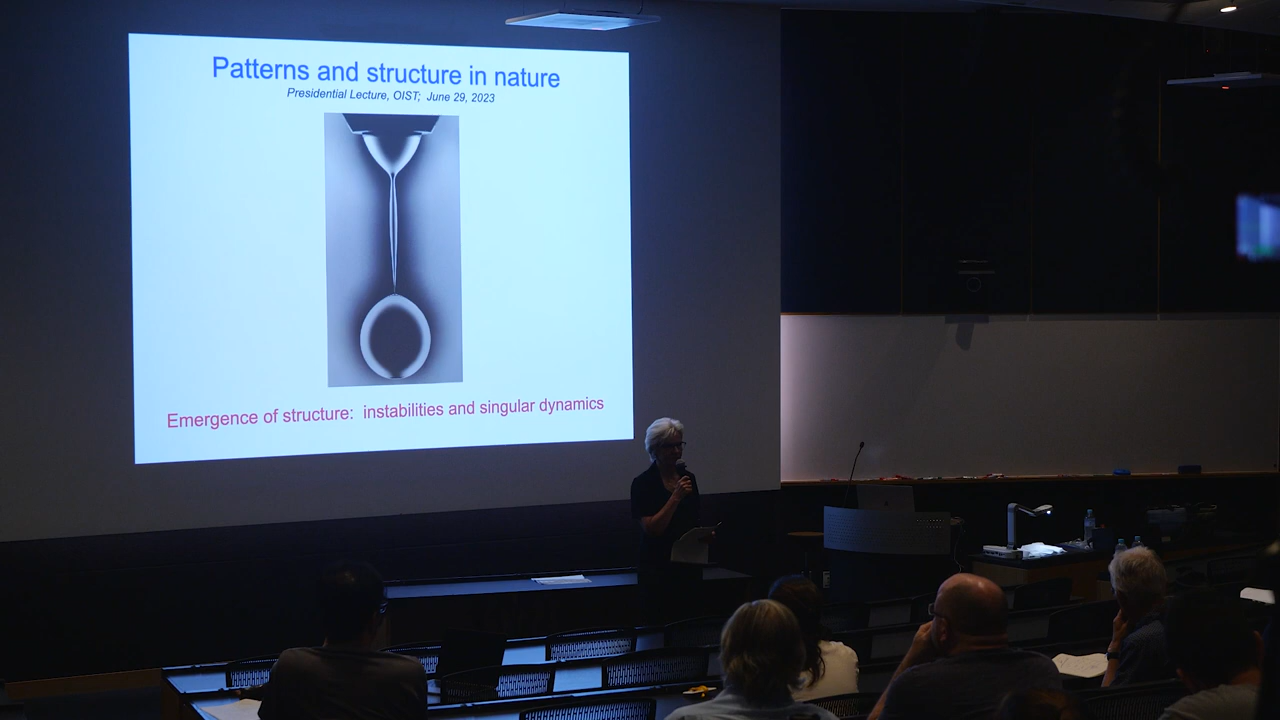 Patterns and structure in nature
Presidential Lecture, OIST; June 29, 2023
Emergence of structure: instabilities and singular dynamics